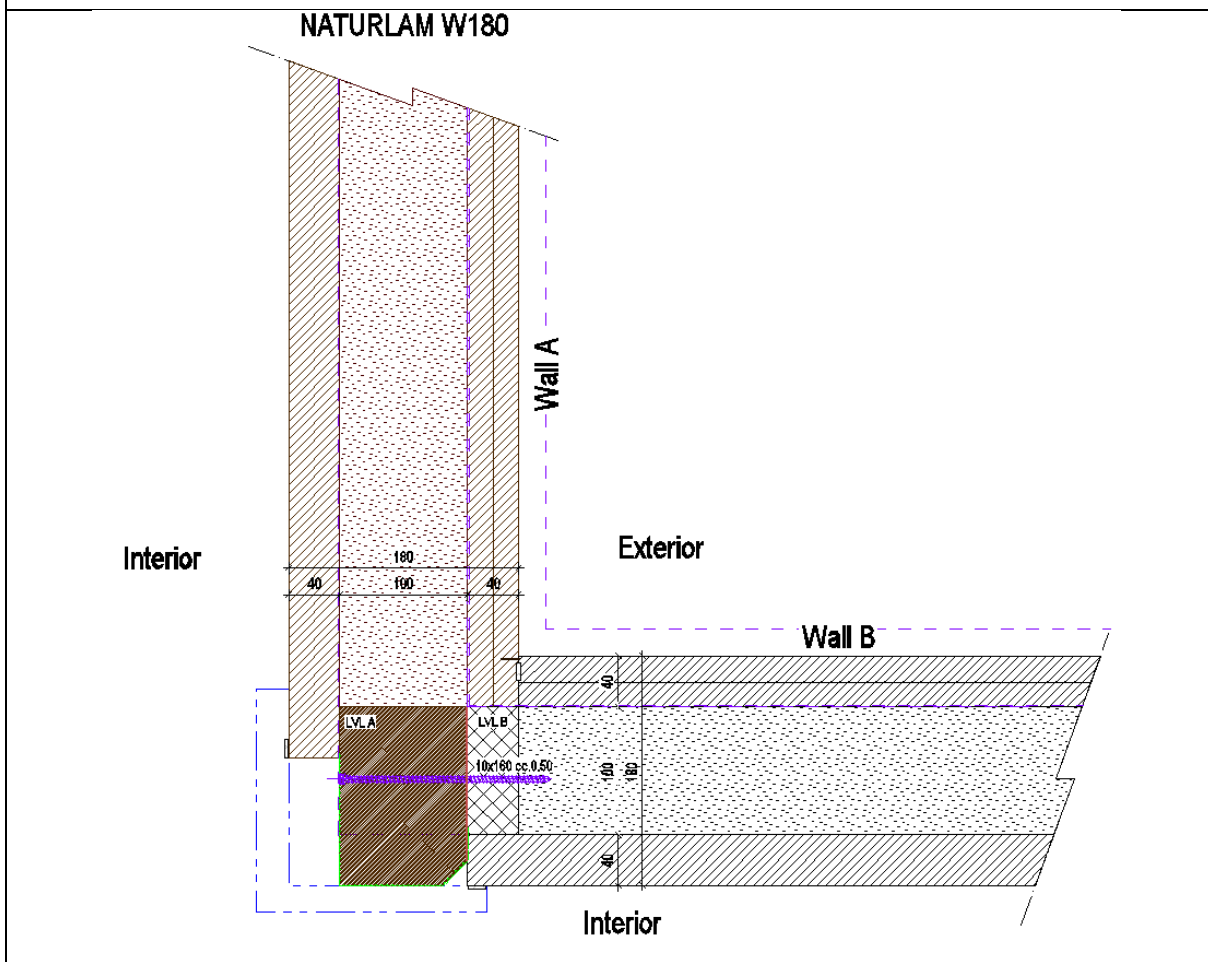 NATURLAM W180
Wall A
Interior
Exterior
180
40 100 40
Wall B
40
LVL A
LVL B
10x160 cc.0,50
100
180
40
Interior